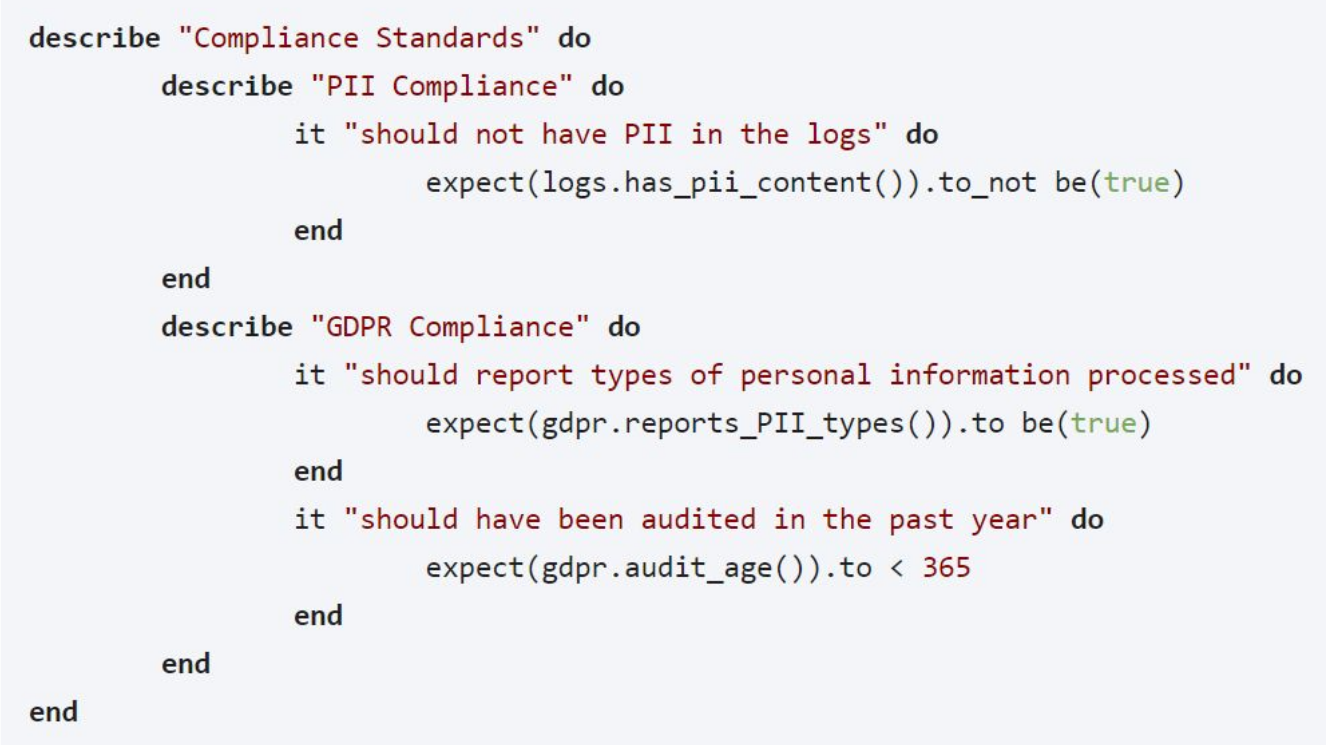 describe "Compliance Standards" do
describe "PII Compliance" do
it "should not have PII in the logs" do
expect(logs.has_pii_content()).to_not be(true)
end
end
describe "GDPR Compliance" do
it "should report types of personal information processed" do
expect(gdpr.reports_PII_types()).to be(true)
end
it "should have been audited in the past year" do
expect(gdpr.audit_age()).to < 365
end
end
end